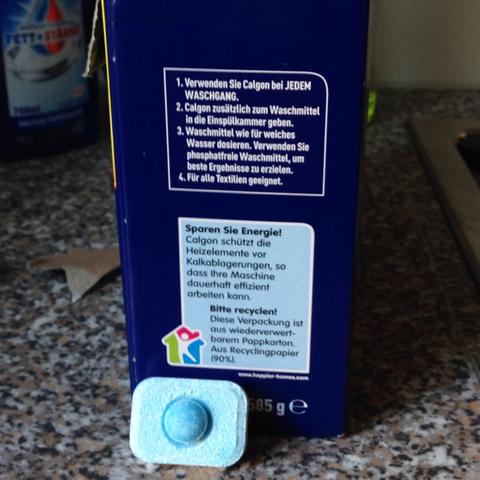 FETT+STÄRKE
750ml
1. Verwenden Sie Calgon bei JEDEM
WASCHGANG.
2. Calgon zusätzlich zum Waschmittel
in die Einspülkammer geben.
3. Waschmittel wie für weiches
Wasser dosieren. Verwenden Sie
phosphatfreie Waschmittel, um
beste Ergebnisse zu erzielen.
4. Für alle Textilien geeignet.
Sparen Sie Energie!
Calgon schützt die
Heizelemente vor
Kalkablagerungen, so
dass Ihre Maschine
dauerhaft effizient
arbeiten kann.
Bitte recyclen!
Diese Verpackung ist
aus wiederverwert-
barem Pappkarton.
Aus Recyclingpapier
(90%).
www.happier-homes.com
585 g e